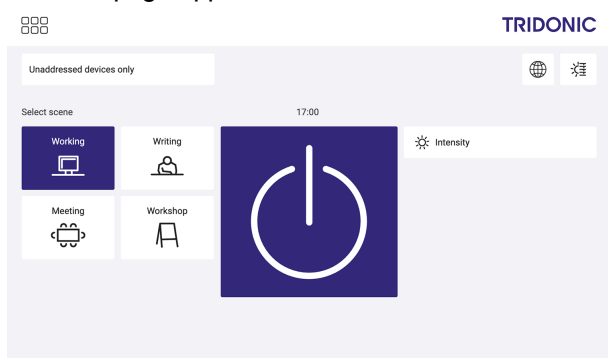 TRIDONIC
Unaddressed devices only
Select scene
17:00
Working
Writing
Intensity
Meeting
Workshop